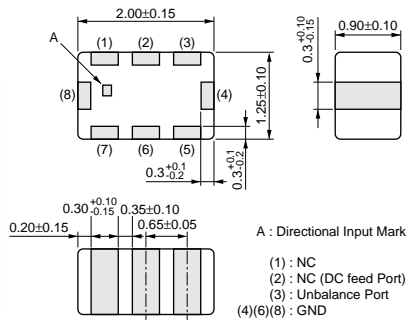 2.00±0.15
0.90±0.10
A
(1) (2) (3)
0.3 +0.10 -0.15
(8) (4)
1.25±0.10
(7) (6) (5)
0.3 +0.1 -0.2
0.3 +0.1 -0.2
0.30 +0.10 -0.15 0.35±0.10
0.20±0.15 0.65±0.05
A : Directional Input Mark
(1) : NC
(2) : NC (DC feed Port)
(3) : Unbalance Port
(4)(6)(8) : GND